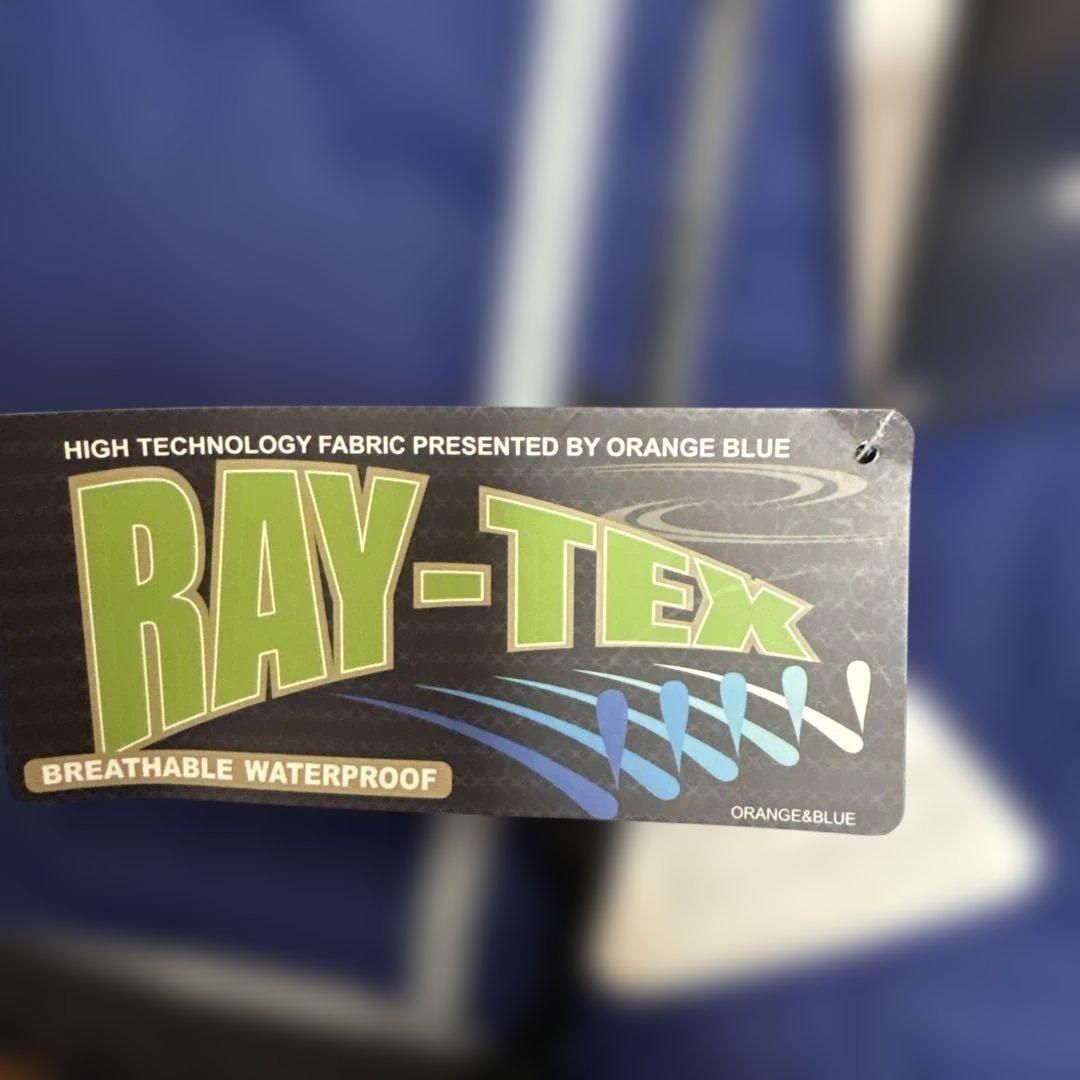 HIGH TECHNOLOGY FABRIC PRESENTED BY ORANGE BLUE
RAY-TEX
BREATHABLE WATERPROOF
ORANGE&BLUE